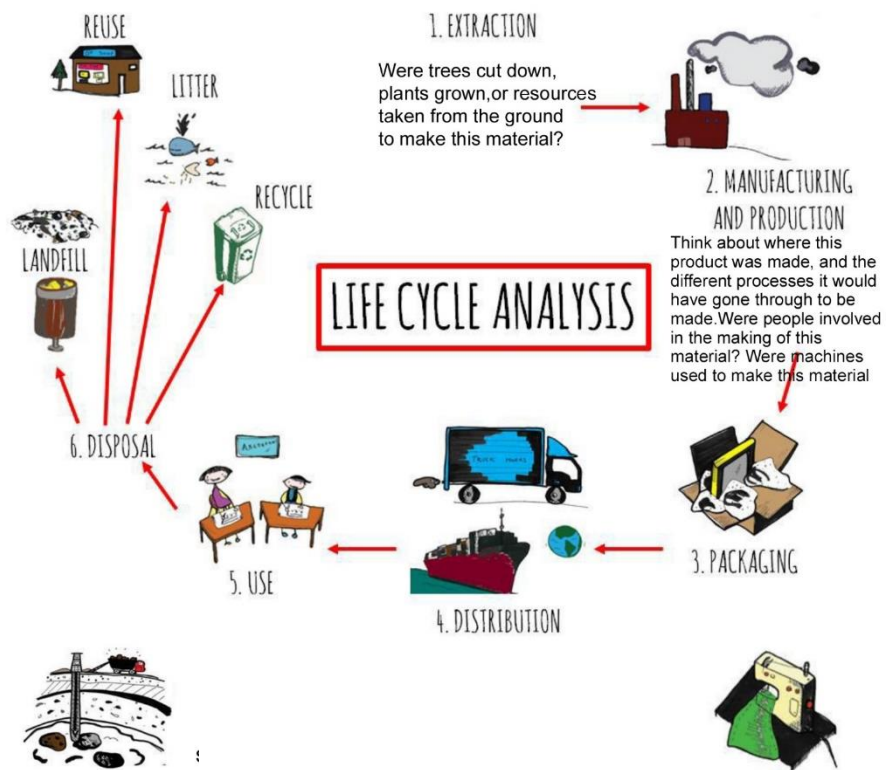 REUSE
LITTER
RECYCLE
LANDFILL
1. EXTRACTION
Were trees cut down,
plants grown,or resources
taken from the ground
to make this material?
2. MANUFACTURING
AND PRODUCTION
Think about where this
product was made, and the
different processes it would
have gone through to be
made.Were people involved
in the making of this
material? Were machines
used to make this material
LIFE CYCLE ANALYSIS
6. DISPOSAL
5. USE
4. DISTRIBUTION
3. PACKAGING